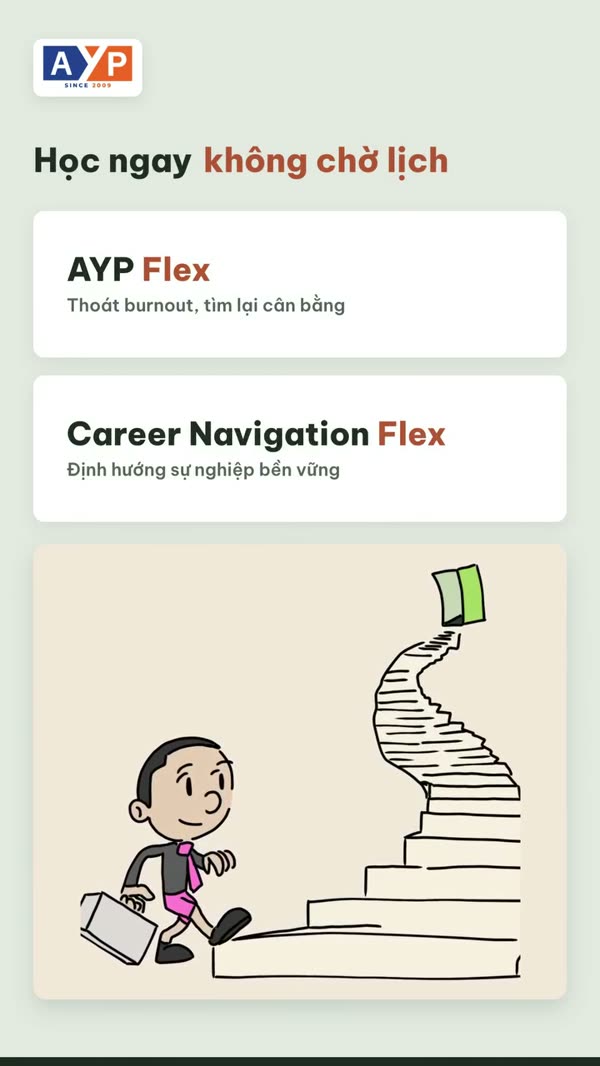 AYP
SINCE 2009
Học ngay không chờ lịch
AYP Flex
Thoát burnout, tìm lại cân bằng
Career Navigation Flex
Định hướng sự nghiệp bền vững